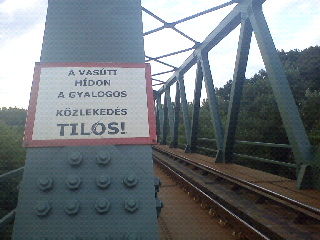 A VASÚTI
HÍDON
A GYALOGOS
KÖZLEKEDÉS
TILOS!